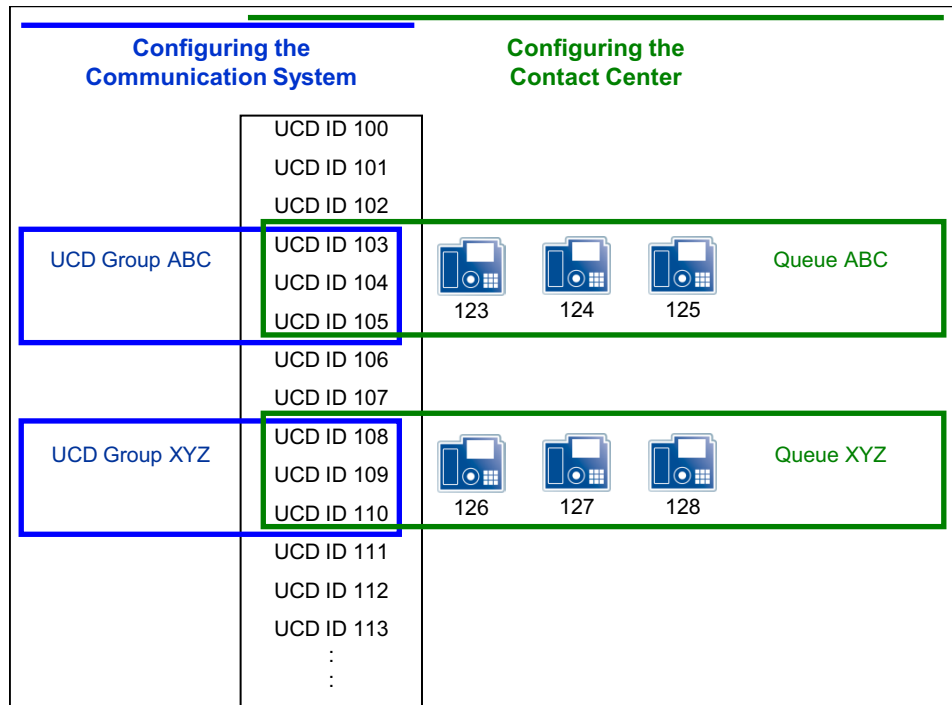 Configuring the
Communication System
Configuring the
Contact Center
UCD ID 100
UCD ID 101
UCD ID 102
UCD Group ABC
UCD ID 103
UCD ID 104
UCD ID 105
123
124
125
Queue ABC
UCD ID 106
UCD ID 107
UCD Group XYZ
UCD ID 108
UCD ID 109
UCD ID 110
126
127
128
Queue XYZ
UCD ID 111
UCD ID 112
UCD ID 113
:
: